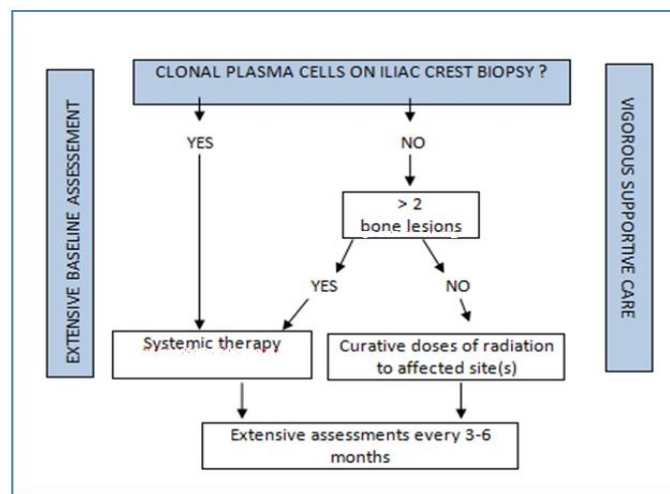 CLONAL PLASMA CELLS ON ILIAC CREST BIOPSY ?
EXTENSIVE BASELINE ASSESSEMENT
VIGOROUS SUPPORTIVE CARE
YES
NO
> 2
bone lesions
YES
NO
Systemic therapy
Curative doses of radiation
to affected site(s)
Extensive assessments every 3-6
months